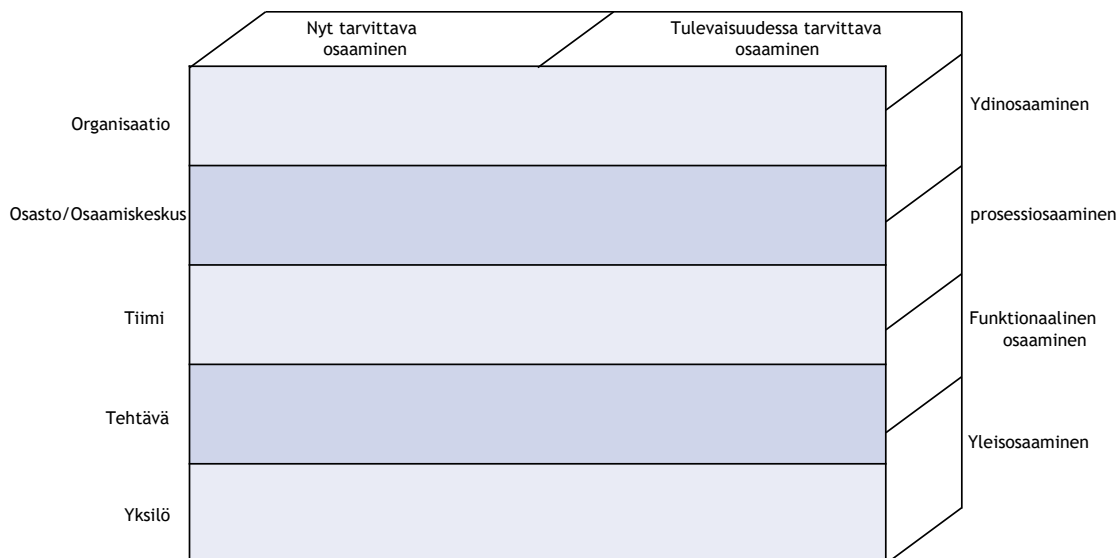 Nyt tarvittava
osaaminen
Tulevaisuudessa tarvittava
osaaminen
Organisaatio
Osasto/Osaamiskeskus
Tiimi
Tehtävä
Yksilö
Ydinosaaminen
prosessiosaaminen
Funktionaalinen
osaaminen
Yleisosaaminen